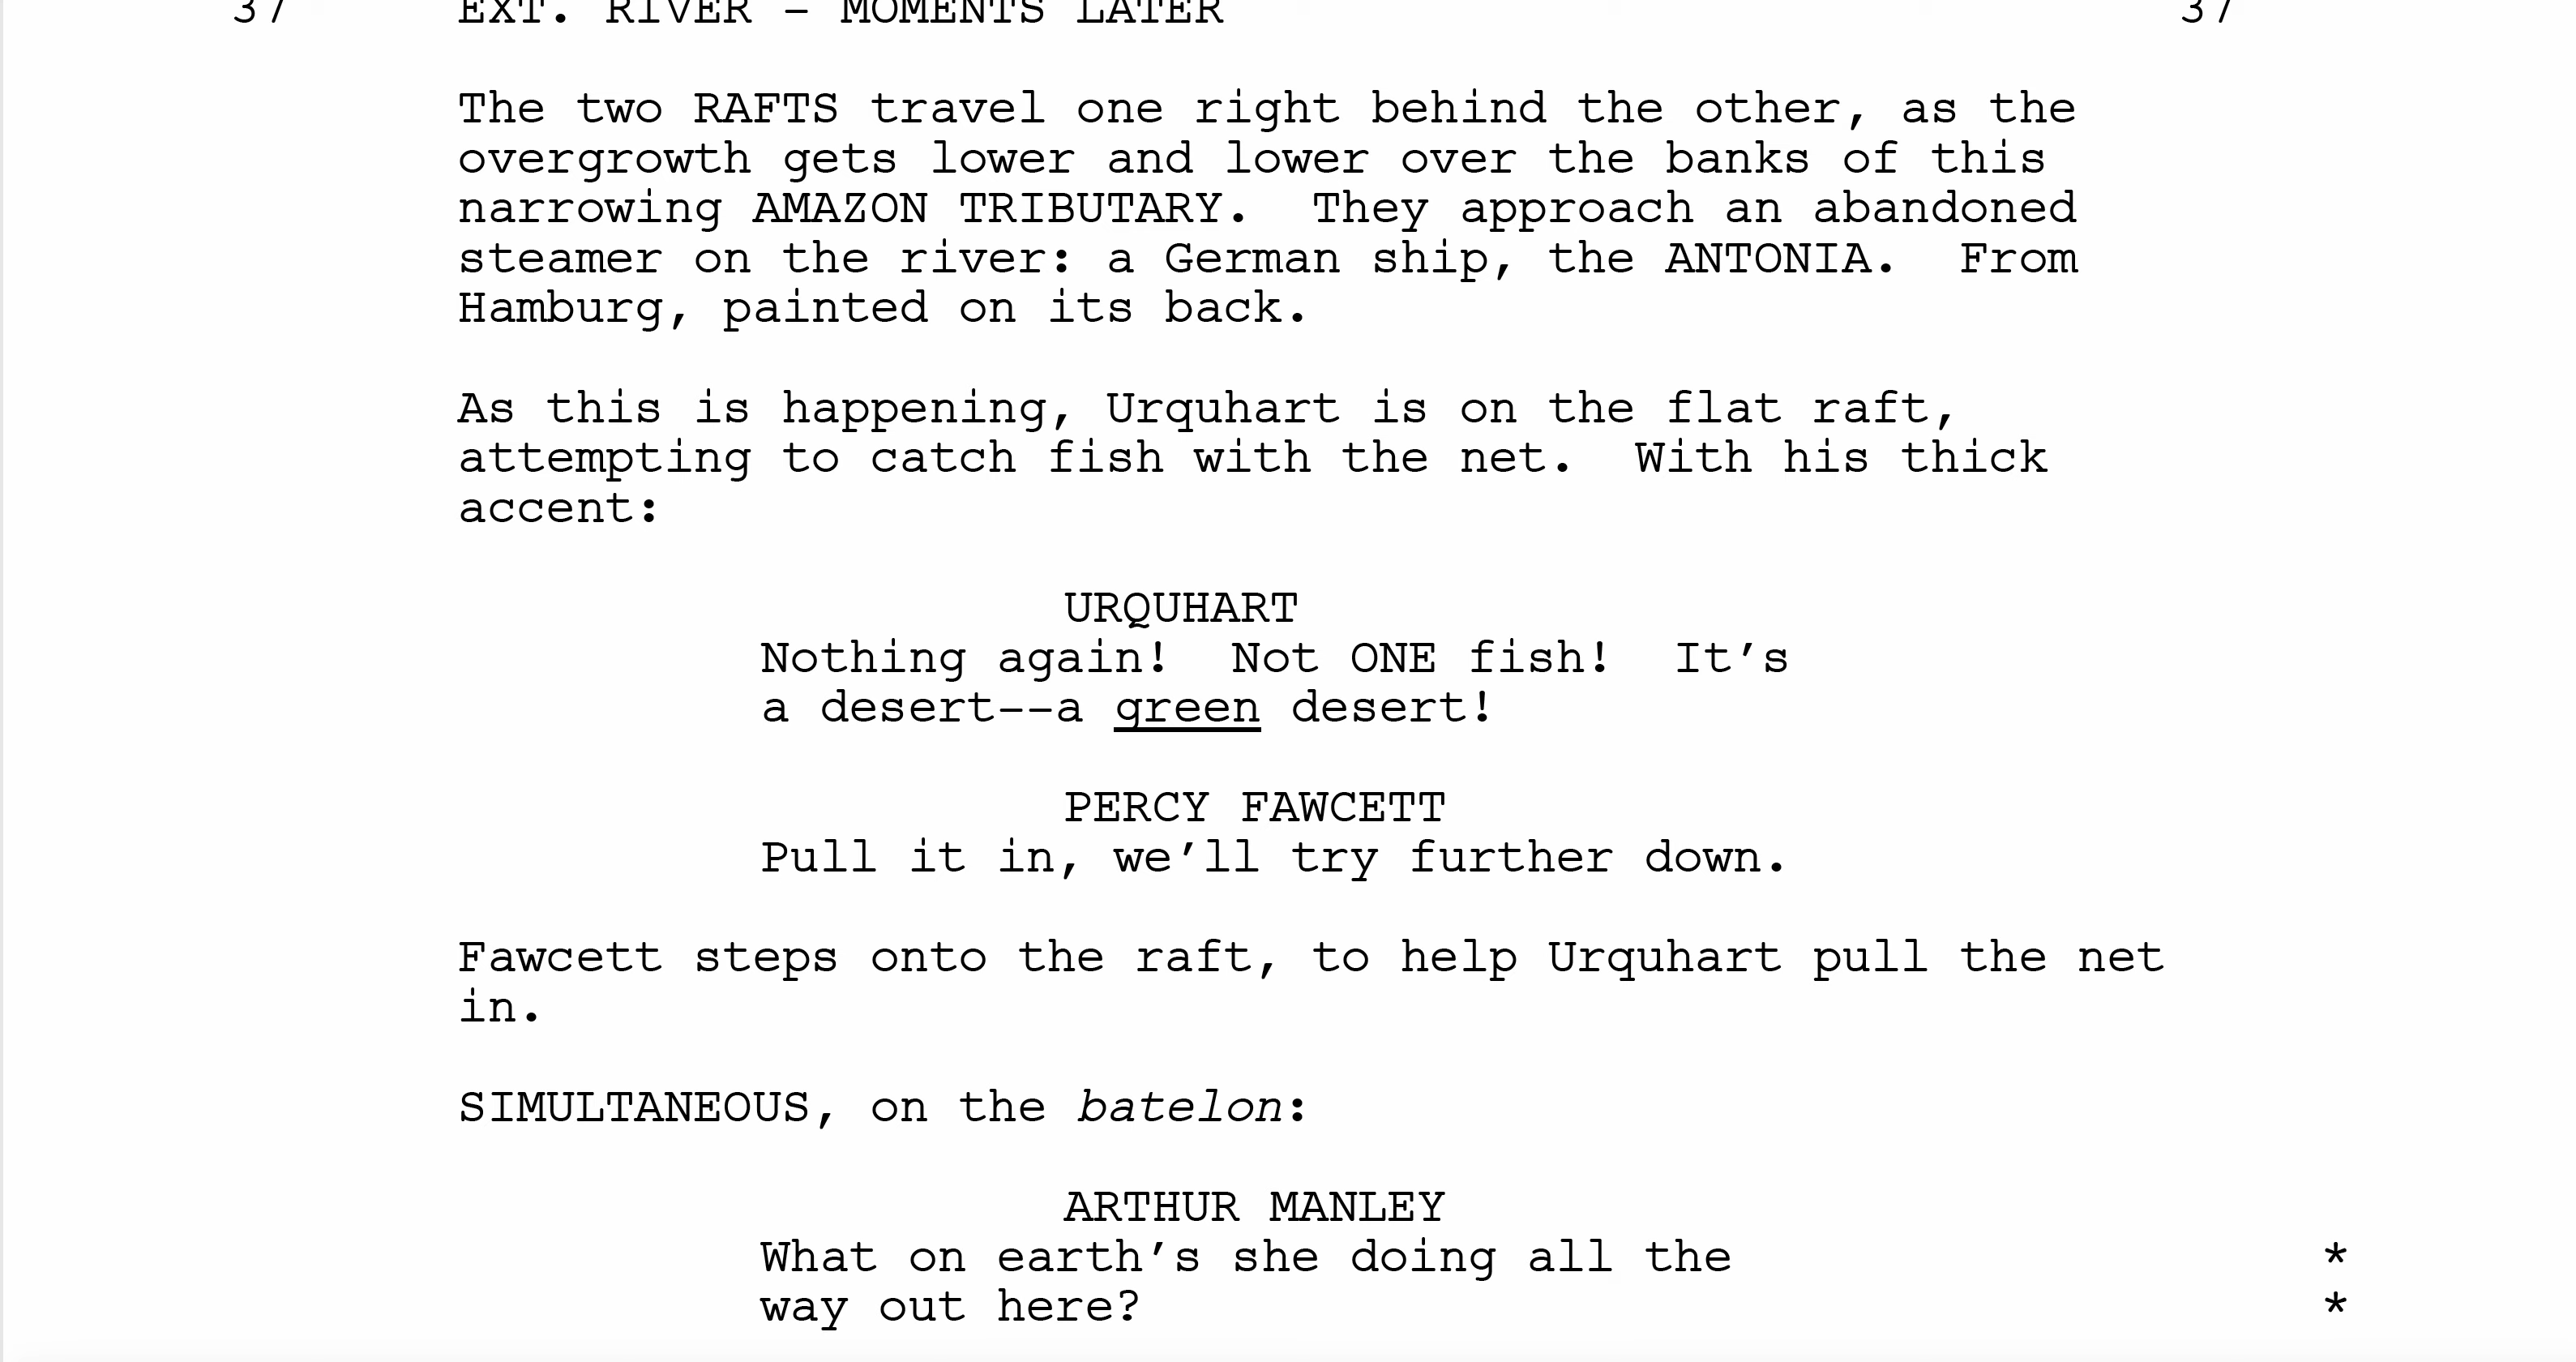 37 EXT. RIVER – MOMENTS LATER 37
The two RAFTS travel one right behind the other, as the
overgrowth gets lower and lower over the banks of this
narrowing AMAZON TRIBUTARY.  They approach an abandoned
steamer on the river: a German ship, the ANTONIA.  From
Hamburg, painted on its back.
As this is happening, Urquhart is on the flat raft,
attempting to catch fish with the net.  With his thick
accent:
URQUHART
Nothing again!  Not ONE fish!  It’s
a desert--a green desert!
PERCY FAWCETT
Pull it in, we’ll try further down.
Fawcett steps onto the raft, to help Urquhart pull the net
in.
SIMULTANEOUS, on the batelon:
ARTHUR MANLEY
What on earth’s she doing all the *
way out here? *